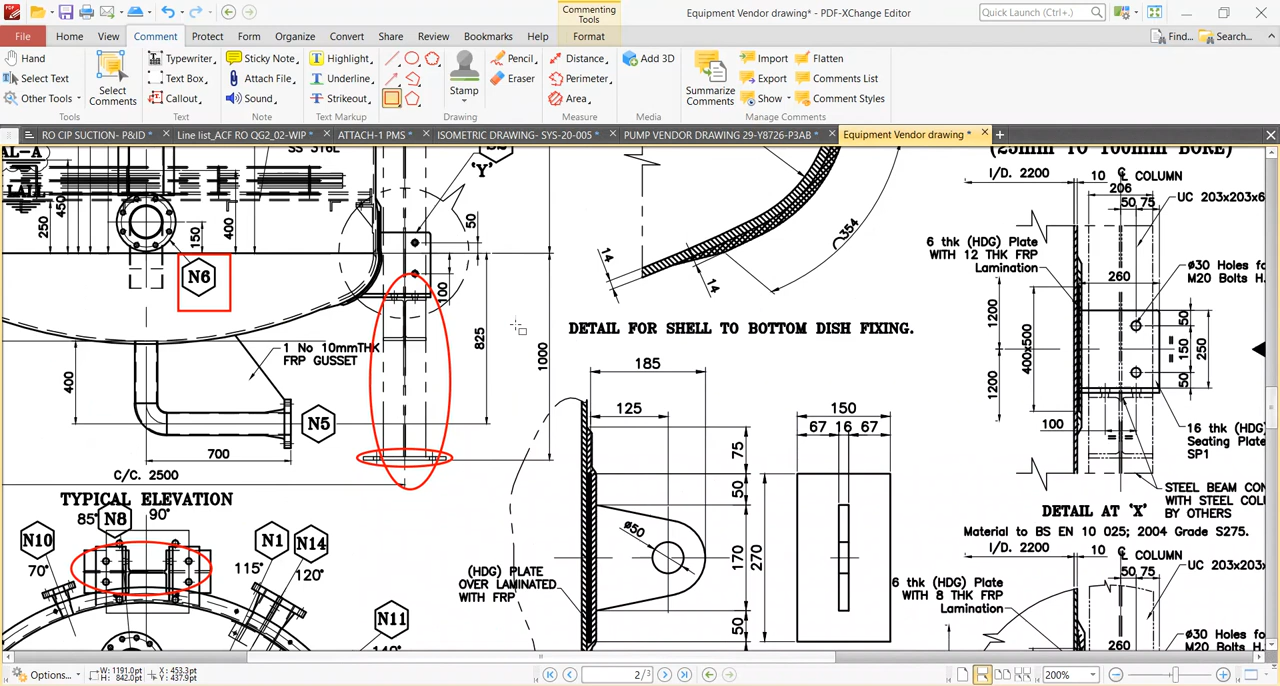 Commenting
Tools
Equipment Vendor drawing* - PDF-XChange Editor
Quick Launch (Ctrl+.)
File
Home
View
Comment
Protect
Form
Organize
Convert
Share
Review
Bookmarks
Help
Format
Find...
Search...
Hand
Select Text
Other Tools
Tools
Select
Comments
Typewriter
Text Box
Callout
Text
Sticky Note
Attach File
Sound
Note
Highlight
Underline
Strikeout
Text Markup
Drawing
Stamp
Pencil
Eraser
Distance
Perimeter
Area
Measure
Add 3D
Media
Summarize
Comments
Import
Export
Show
Flatten
Comments List
Comment Styles
Manage Comments
RO CIP SUCTION- P&ID *
Line list_ACF RO QG2_02-WIP *
ATTACH-1 PMS *
ISOMETRIC DRAWING- SYS-20-005 *
PUMP VENDOR DRAWING 29-Y8726-P3AB *
Equipment Vendor drawing *
AL-A
LAIL
SS 316L
'Y'
250
450
150
400
N6
50
100
825
1000
1 No 10mmTHK
FRP GUSSET
400
N5
700
C/C. 2500
TYPICAL ELEVATION
85°
N8
90°
N10
70°
N1
N14
115°
120°
N11
140°
14
14
354
DETAIL FOR SHELL TO BOTTOM DISH FIXING.
185
125
75
50
170
270
50
ø50
(HDG) PLATE
OVER LAMINATED
WITH FRP
150
67 16 67
(25mm TO 100mm BORE)
I/D. 2200
10
℄ COLUMN
206
50 75
UC 203x203x6
6 thk (HDG) Plate
WITH 12 THK FRP
Lamination
260
ø30 Holes fo
M20 Bolts H.
1200
400x500
1200
50
150
250
50
100
16 thk (HDG)
Seating Plate
SP1
STEEL BEAM CON
WITH STEEL COL
BY OTHERS
DETAIL AT 'X'
Material to BS EN 10 025; 2004 Grade S275.
I/D. 2200
10
℄ COLUMN
50 75
UC 203x203
6 thk (HDG) Plate
WITH 8 THK FRP
Lamination
ø30 Holes fo
M20 Bolts H.
Options...
W: 1191.0pt
H: 842.0pt
X: 453.3pt
Y: 437.9pt
2/3
200%